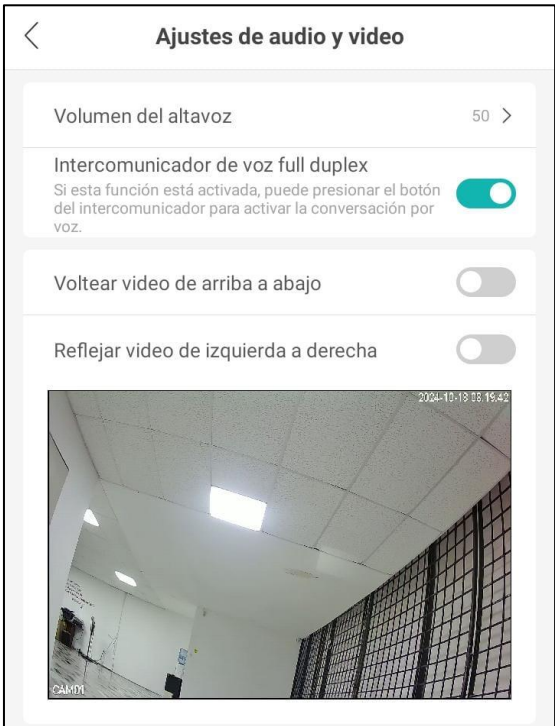 Ajustes de audio y video
Volumen del altavoz 50
Intercomunicador de voz full duplex
Si esta función está activada, puede presionar el botón
del intercomunicador para activar la conversación por
voz.
Voltear video de arriba a abajo
Reflejar video de izquierda a derecha
2024-10-18 08:19:42
CAM01